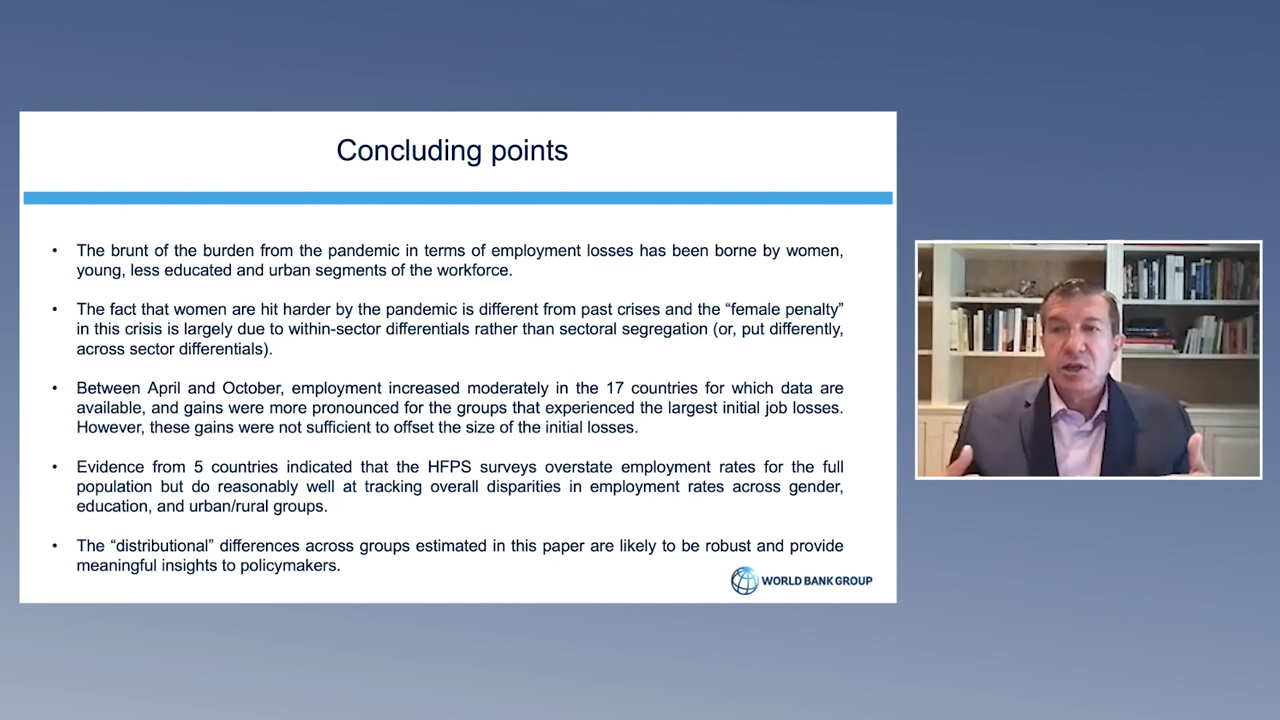 Concluding points
• The brunt of the burden from the pandemic in terms of employment losses has been borne by women,
young, less educated and urban segments of the workforce.
• The fact that women are hit harder by the pandemic is different from past crises and the “female penalty”
in this crisis is largely due to within-sector differentials rather than sectoral segregation (or, put differently,
across sector differentials).
• Between April and October, employment increased moderately in the 17 countries for which data are
available, and gains were more pronounced for the groups that experienced the largest initial job losses.
However, these gains were not sufficient to offset the size of the initial losses.
• Evidence from 5 countries indicated that the HFPS surveys overstate employment rates for the full
population but do reasonably well at tracking overall disparities in employment rates across gender,
education, and urban/rural groups.
• The “distributional” differences across groups estimated in this paper are likely to be robust and provide
meaningful insights to policymakers.
WORLD BANK GROUP